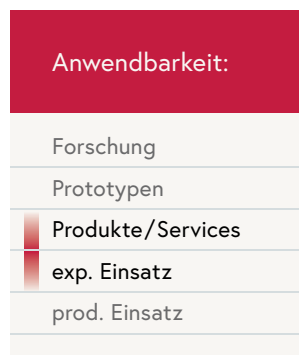 Anwendbarkeit:
Forschung
Prototypen
Produkte/Services
exp. Einsatz
prod. Einsatz